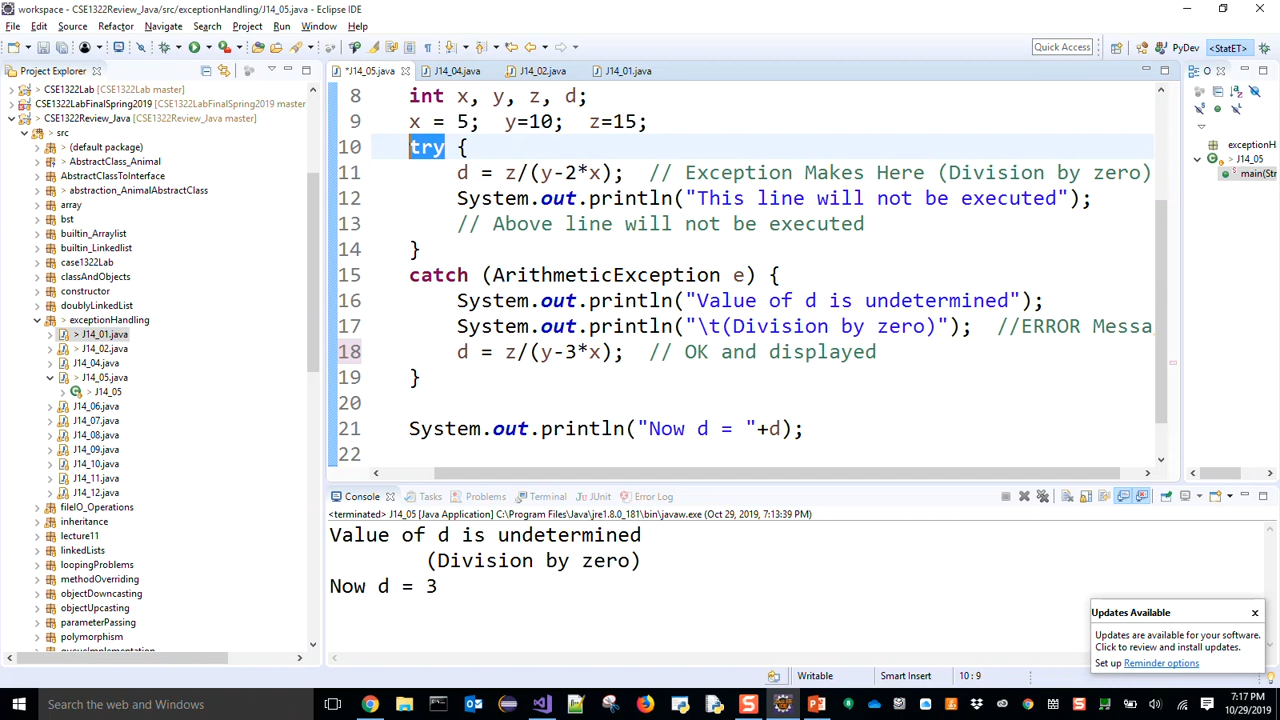 workspace - CSE1322Review_Java/src/exceptionHandling/J14_05.java - Eclipse IDE
File Edit Source Refactor Navigate Search Project Run Window Help
Quick Access
PyDev
<StatET>
Project Explorer
*J14_05.java
J14_04.java
J14_02.java
J14_01.java
> CSE1322Lab [CSE1322Lab master]
CSE1322LabFinalSpring2019 [CSE1322LabFinalSpring2019 master]
CSE1322Review_Java [CSE1322Review_Java master]
> src
> (default package)
AbstractClass_Animal
AbstractClassToInterface
> abstraction_AnimalAbstractClass
array
bst
builtin_Arraylist
builtin_Linkedlist
case1322Lab
classAndObjects
constructor
doublyLinkedList
> exceptionHandling
> J14_01.java
> J14_02.java
J14_04.java
> J14_05.java
> J14_05
J14_06.java
J14_07.java
J14_08.java
J14_09.java
J14_10.java
J14_11.java
J14_12.java
fileIO_Operations
inheritance
lecture11
linkedLists
loopingProblems
methodOverriding
objectDowncasting
objectUpcasting
parameterPassing
polymorphism
queueImplementation
8 int x, y, z, d;
9 x = 5; y=10; z=15;
10 try {
11 d = z/(y-2*x); // Exception Makes Here (Division by zero)
12 System.out.println("This line will not be executed");
13 // Above line will not be executed
14 }
15 catch (ArithmeticException e) {
16 System.out.println("Value of d is undetermined");
17 System.out.println("\t(Division by zero)"); //ERROR Messa
18 d = z/(y-3*x); // OK and displayed
19 }
20
21 System.out.println("Now d = "+d);
22
exceptionH
> J14_05
main(Str
Console
Tasks
Problems
Terminal
JUnit
Error Log
<terminated> J14_05 [Java Application] C:\Program Files\Java\jre1.8.0_181\bin\javaw.exe (Oct 29, 2019, 7:13:39 PM)
Value of d is undetermined
(Division by zero)
Now d = 3
Updates Available
Updates are available for your software.
Click to review and install updates.
Set up Reminder options
Writable
Smart Insert
10 : 9
Search the web and Windows
7:17 PM
10/29/2019